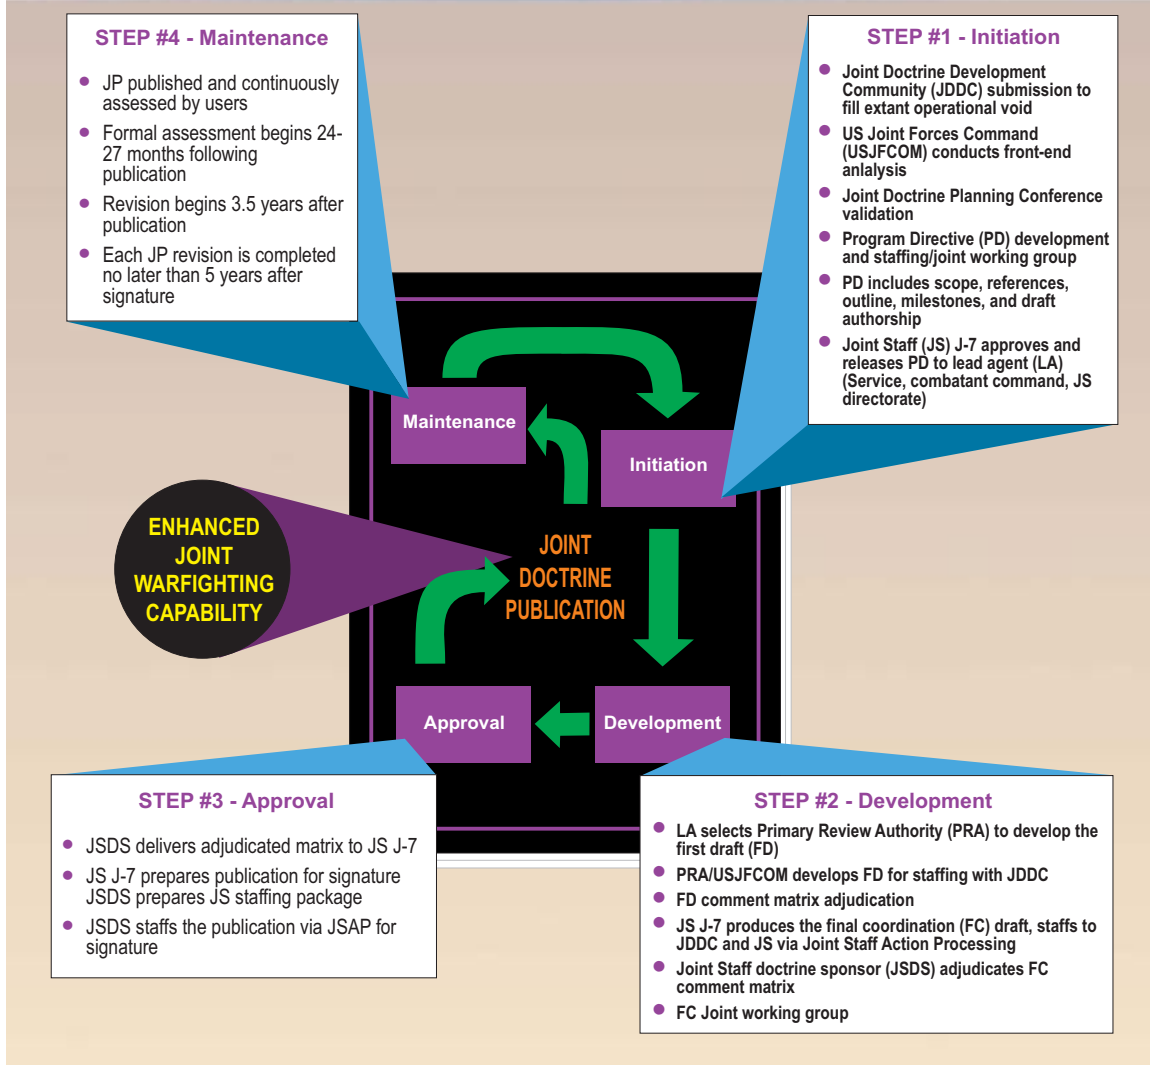 STEP #4 - Maintenance
JP published and continuously
assessed by users
Formal assessment begins 24-
27 months following
publication
Revision begins 3.5 years after
publication
Each JP revision is completed
no later than 5 years after
signature
STEP #1 - Initiation
Joint Doctrine Development
Community (JDDC) submission to
fill extant operational void
US Joint Forces Command
(USJFCOM) conducts front-end
anlalysis
Joint Doctrine Planning Conference
validation
Program Directive (PD) development
and staffing/joint working group
PD includes scope, references,
outline, milestones, and draft
authorship
Joint Staff (JS) J-7 approves and
releases PD to lead agent (LA)
(Service, combatant command, JS
directorate)
Maintenance
Initiation
ENHANCED
JOINT
WARFIGHTING
CAPABILITY
JOINT
DOCTRINE
PUBLICATION
Approval
Development
STEP #3 - Approval
JSDS delivers adjudicated matrix to JS J-7
JS J-7 prepares publication for signature
JSDS prepares JS staffing package
JSDS staffs the publication via JSAP for
signature
STEP #2 - Development
LA selects Primary Review Authority (PRA) to develop the
first draft (FD)
PRA/USJFCOM develops FD for staffing with JDDC
FD comment matrix adjudication
JS J-7 produces the final coordination (FC) draft, staffs to
JDDC and JS via Joint Staff Action Processing
Joint Staff doctrine sponsor (JSDS) adjudicates FC
comment matrix
FC Joint working group